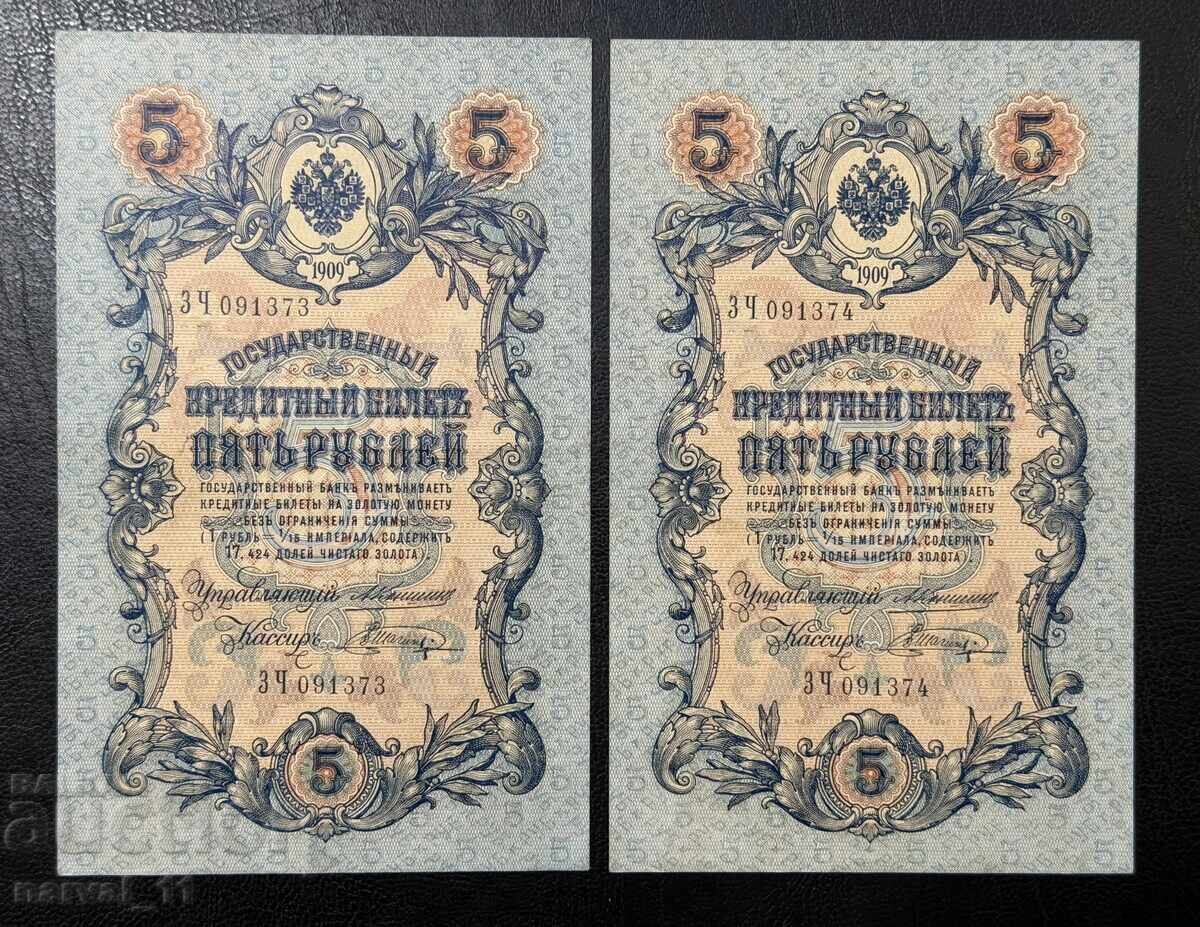 5 5
1909
ЗЧ 091373
ГОСУДАРСТВЕННЫЙ
КРЕДИТНЫЙ БИЛЕТЪ
ПЯТЬ РУБЛЕЙ
ГОСУДАРСТВЕННЫЙ БАНКЪ РАЗМѢНИВАЕТЪ
КРЕДИТНЫЕ БИЛЕТЫ НА ЗОЛОТУЮ МОНЕТУ
БЕЗЪ ОГРАНИЧЕНІЯ СУММЫ
(1 РУБЛЬ = 1/15 ИМПЕРІАЛА, СОДЕРЖИТЪ
17,424 ДОЛЕЙ ЧИСТАГО ЗОЛОТА).
Управляющій
Кассиръ
ЗЧ 091373
5
5 5
1909
ЗЧ 091374
ГОСУДАРСТВЕННЫЙ
КРЕДИТНЫЙ БИЛЕТЪ
ПЯТЬ РУБЛЕЙ
ГОСУДАРСТВЕННЫЙ БАНКЪ РАЗМѢНИВАЕТЪ
КРЕДИТНЫЕ БИЛЕТЫ НА ЗОЛОТУЮ МОНЕТУ
БЕЗЪ ОГРАНИЧЕНІЯ СУММЫ
(1 РУБЛЬ = 1/15 ИМПЕРІАЛА, СОДЕРЖИТЪ
17,424 ДОЛЕЙ ЧИСТАГО ЗОЛОТА).
Управляющій
Кассиръ
ЗЧ 091374
5
narval_11